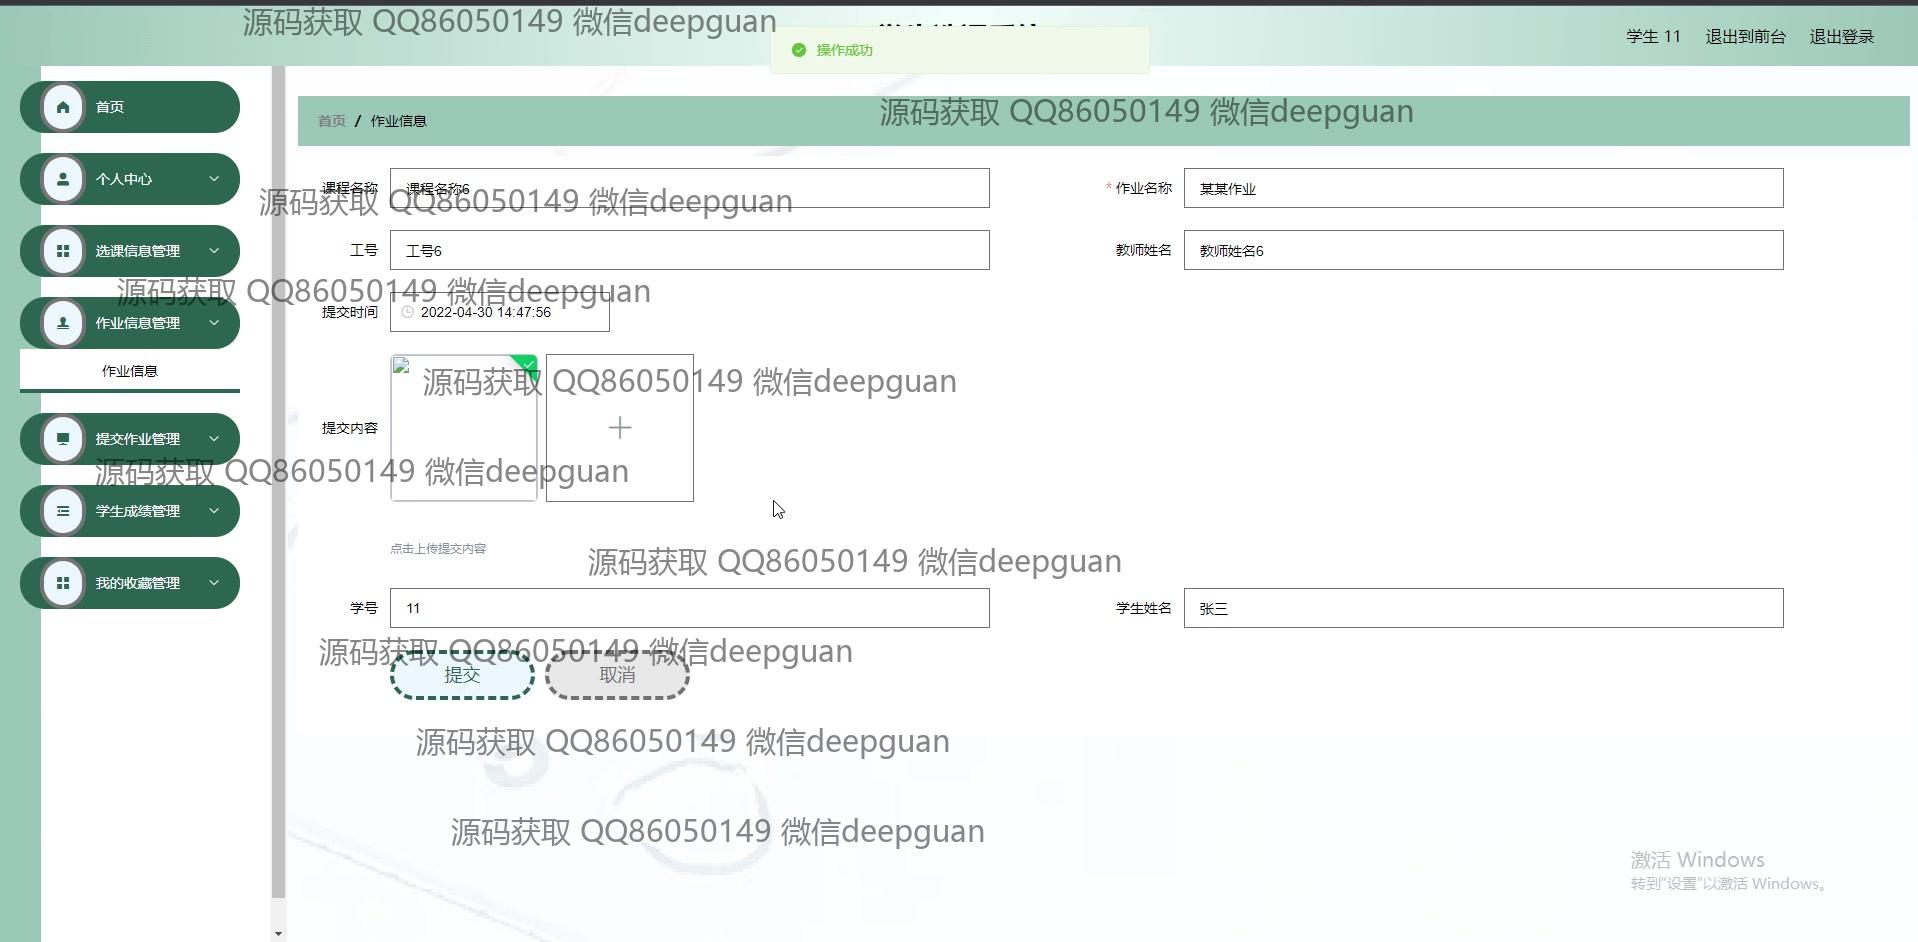 源码获取 QQ86050149 微信deepguan
操作成功
学生 11
退出到前台
退出登录
首页
个人中心
选课信息管理
作业信息管理
作业信息
提交作业管理
学生成绩管理
我的收藏管理
首页 / 作业信息
源码获取 QQ86050149 微信deepguan
课程名称
课程名称6
* 作业名称
某某作业
源码获取 QQ86050149 微信deepguan
工号
工号6
教师姓名
教师姓名6
源码获取 QQ86050149 微信deepguan
提交时间
2022-04-30 14:47:56
源码获取 QQ86050149 微信deepguan
提交内容
源码获取 QQ86050149 微信deepguan
点击上传提交内容
源码获取 QQ86050149 微信deepguan
学号
11
学生姓名
张三
源码获取 QQ86050149 微信deepguan
提交
取消
源码获取 QQ86050149 微信deepguan
源码获取 QQ86050149 微信deepguan
激活 Windows
转到"设置"以激活 Windows。